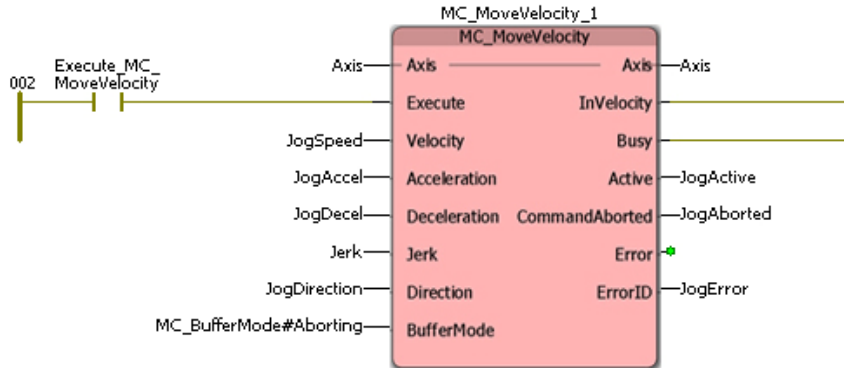 MC_MoveVelocity_1
MC_MoveVelocity
Execute_MC_
002 MoveVelocity
Axis Axis Axis Axis
Execute InVelocity
JogSpeed Velocity Busy
JogAccel Acceleration Active JogActive
JogDecel Deceleration CommandAborted JogAborted
Jerk Jerk Error
JogDirection Direction ErrorID JogError
MC_BufferMode#Aborting BufferMode